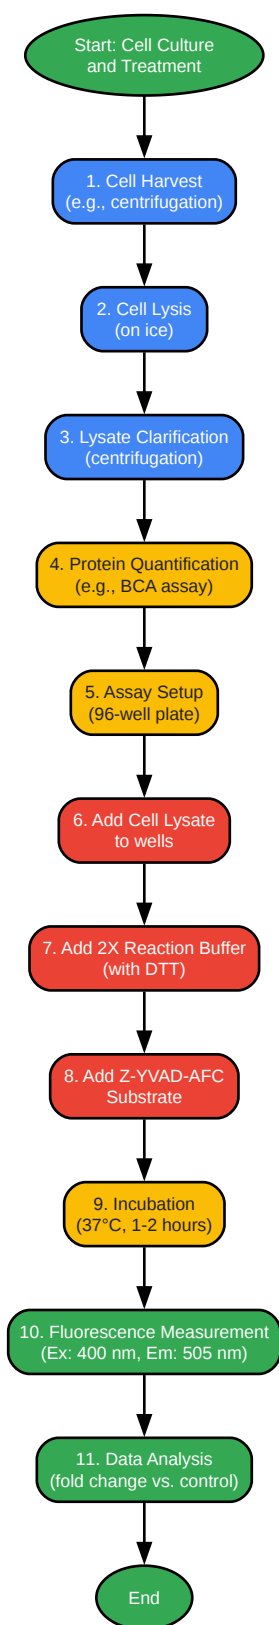 Start: Cell Culture
and Treatment
1. Cell Harvest
(e.g., centrifugation)
2. Cell Lysis
(on ice)
3. Lysate Clarification
(centrifugation)
4. Protein Quantification
(e.g., BCA assay)
5. Assay Setup
(96-well plate)
6. Add Cell Lysate
to wells
7. Add 2X Reaction Buffer
(with DTT)
8. Add Z-YVAD-AFC
Substrate
9. Incubation
(37°C, 1-2 hours)
10. Fluorescence Measurement
(Ex: 400 nm, Em: 505 nm)
11. Data Analysis
(fold change vs. control)
End